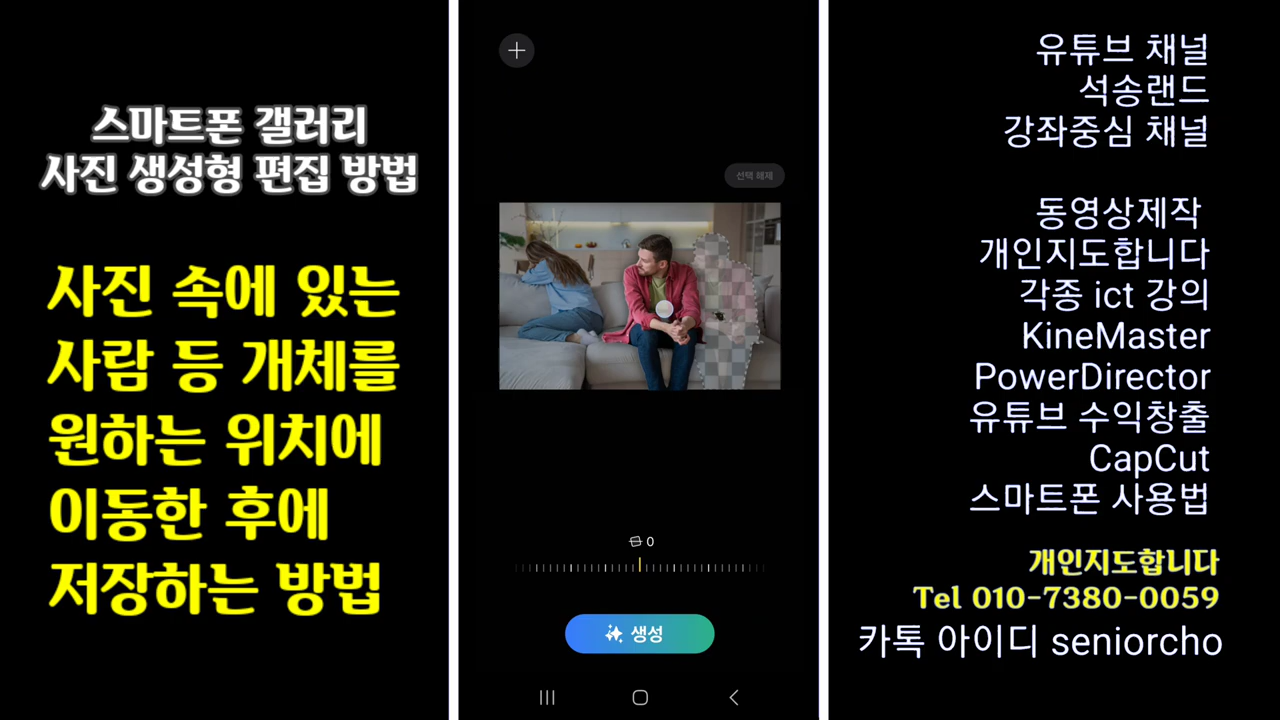 스마트폰 갤러리
사진 생성형 편집 방법
사진 속에 있는
사람 등 개체를
원하는 위치에
이동한 후에
저장하는 방법
선택 해제
0
생성
유튜브 채널
석송랜드
강좌중심 채널
동영상제작
개인지도합니다
각종 ict 강의
KineMaster
PowerDirector
유튜브 수익창출
CapCut
스마트폰 사용법
개인지도합니다
Tel 010-7380-0059
카톡 아이디 seniorcho